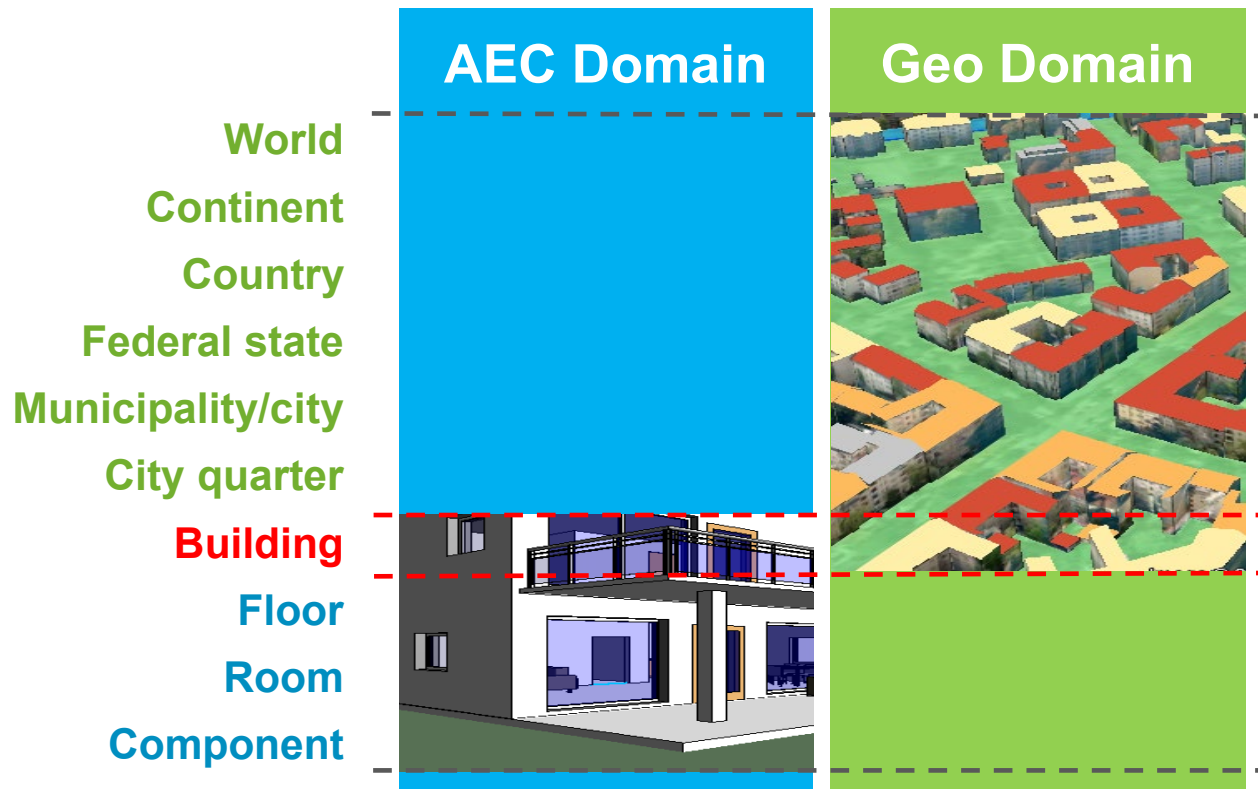 AEC Domain
Geo Domain
World
Continent
Country
Federal state
Municipality/city
City quarter
Building
Floor
Room
Component